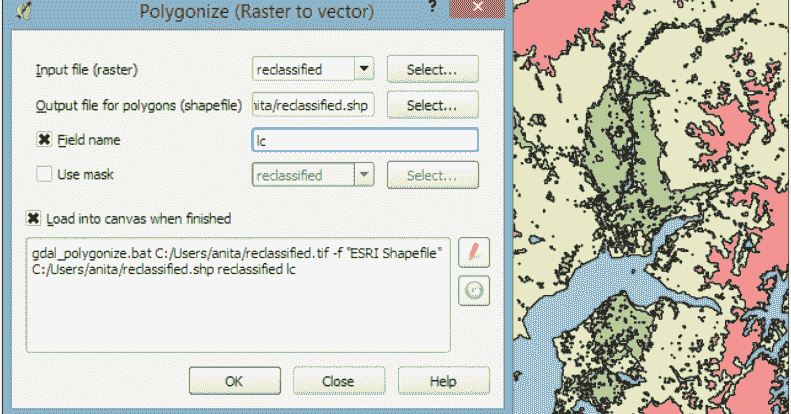 Polygonize (Raster to vector)
?
Input file (raster) reclassified Select...
Output file for polygons (shapefile) nita/reclassified.shp Select...
Field name lc
Use mask reclassified Select...
Load into canvas when finished
gdal_polygonize.bat C:/Users/anita/reclassified.tif -f "ESRI Shapefile"
C:/Users/anita/reclassified.shp reclassified lc
OK Close Help